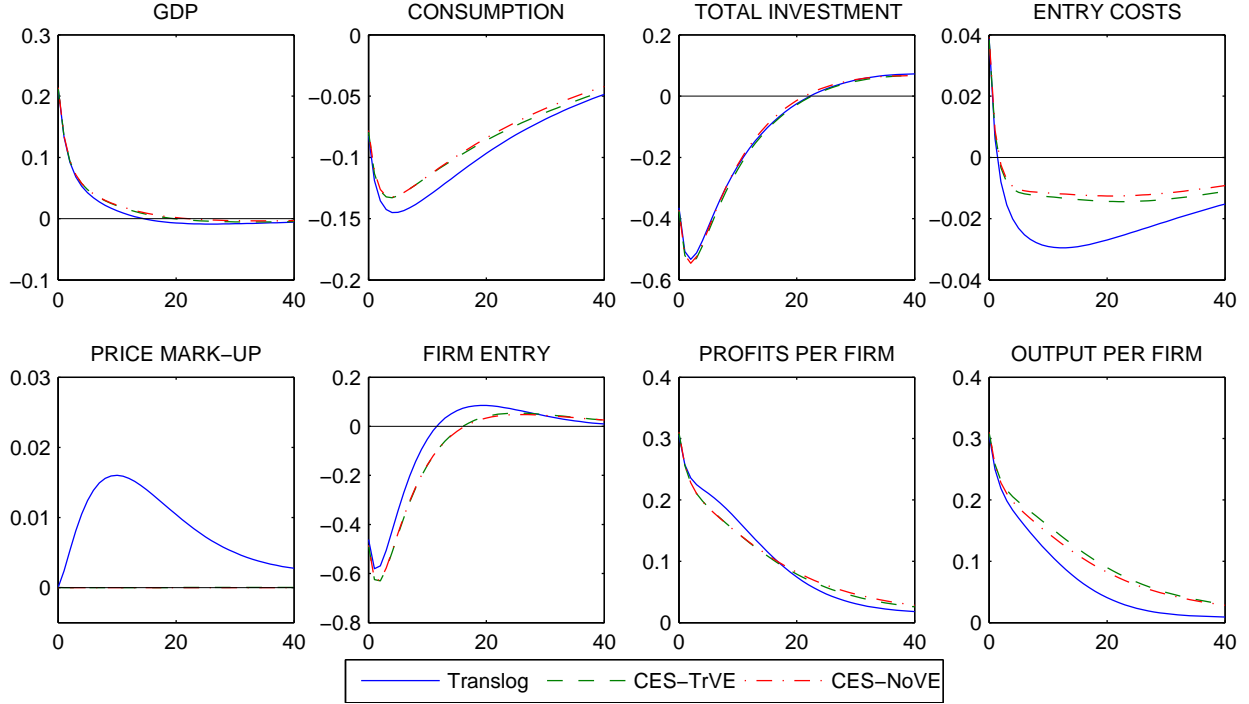 GDP CONSUMPTION TOTAL INVESTMENT ENTRY COSTS
0.3 0 0.2 0.04
0.2 −0.05 0 0.02
0.1 −0.1 −0.2 0
0 −0.15 −0.4 −0.02
−0.1 −0.2 −0.6 −0.04
0 20 40 0 20 40 0 20 40 0 20 40
PRICE MARK−UP FIRM ENTRY PROFITS PER FIRM OUTPUT PER FIRM
0.03 0.2 0.4 0.4
0 0.3 0.3
0.02 −0.2 0.2 0.2
0.01 −0.4 0.1 0.1
0 −0.6
−0.8 0 0
0 20 40 0 20 40 0 20 40 0 20 40
Translog CES−TrVE CES−NoVE